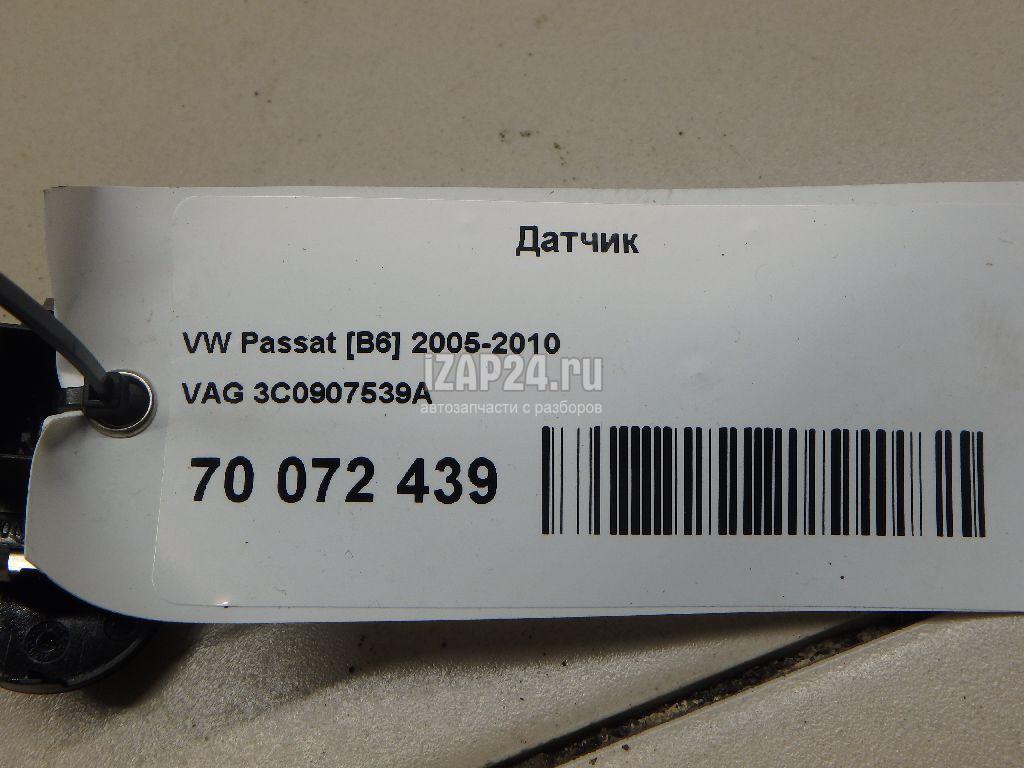 Датчик
VW Passat [B6] 2005-2010
iZAP24.ru
VAG 3C0907539A
автозапчасти с разборов
70 072 439